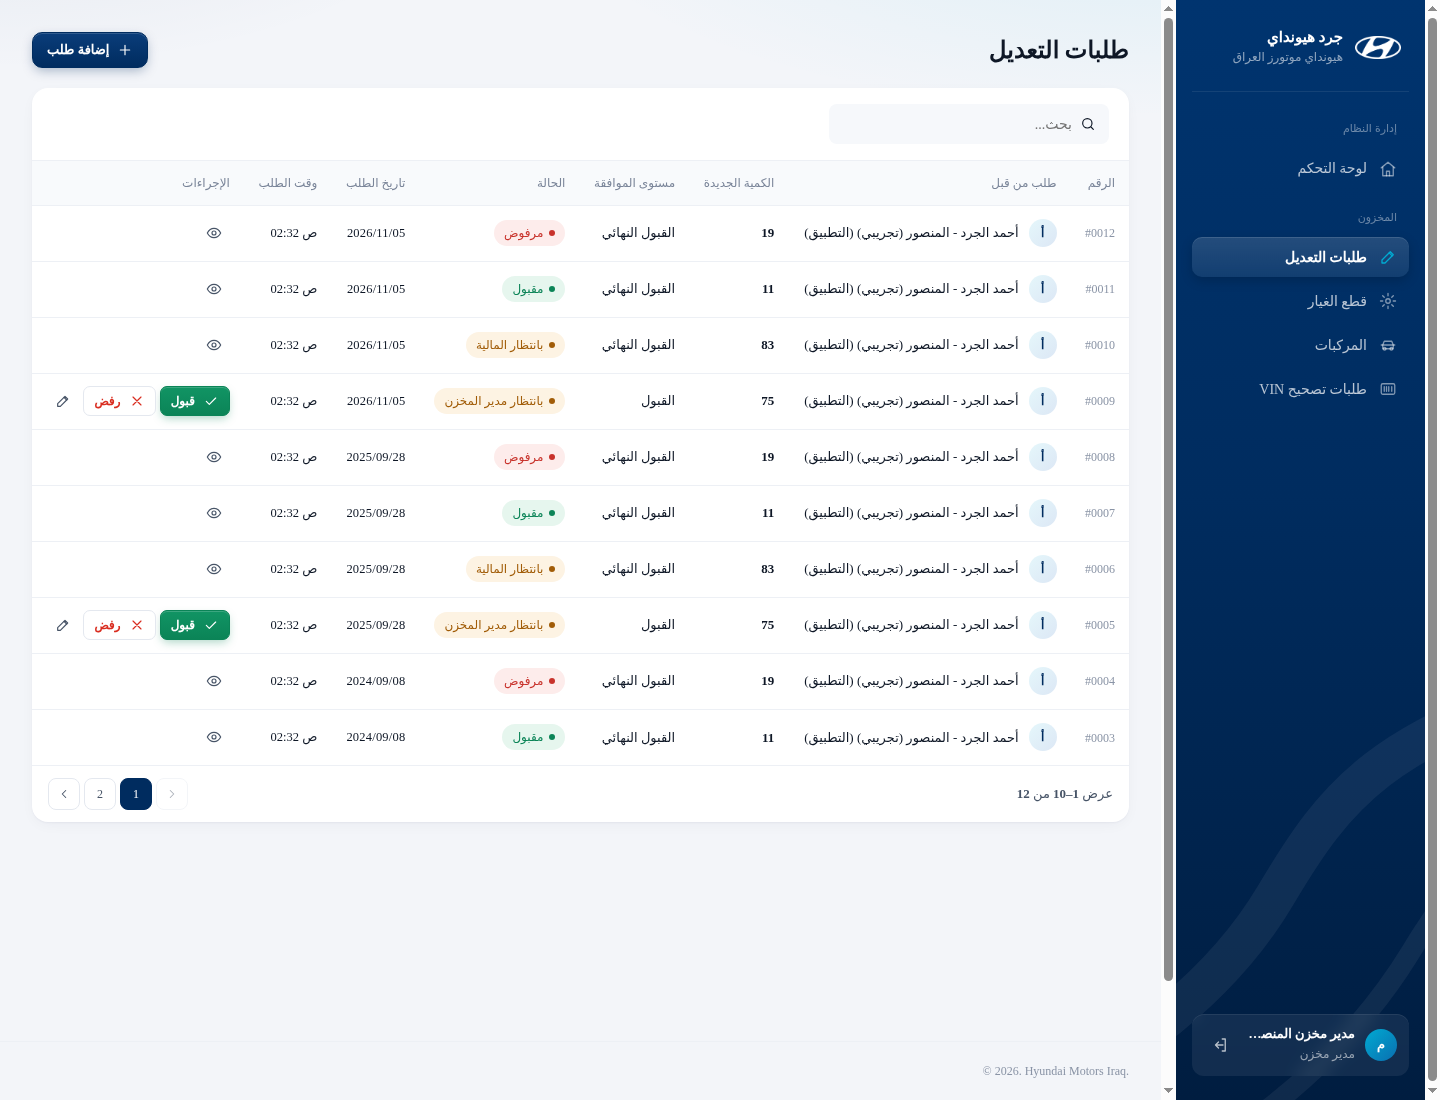 جرد هيونداي
هيونداي موتورز العراق
إدارة النظام
لوحة التحكم
المخزون
طلبات التعديل
قطع الغيار
المركبات
طلبات تصحيح VIN
مدير مخزن المنصـ...
مدير مخزن
م
طلبات التعديل
إضافة طلب
بحث...
الرقم طلب من قبل الكمية الجديدة مستوى الموافقة الحالة تاريخ الطلب وقت الطلب الإجراءات
#0012 أ أحمد الجرد - المنصور (تجريبي) (التطبيق) 19 القبول النهائي مرفوض 2026/11/05 02:32 ص
#0011 أ أحمد الجرد - المنصور (تجريبي) (التطبيق) 11 القبول النهائي مقبول 2026/11/05 02:32 ص
#0010 أ أحمد الجرد - المنصور (تجريبي) (التطبيق) 83 القبول النهائي بانتظار المالية 2026/11/05 02:32 ص
#0009 أ أحمد الجرد - المنصور (تجريبي) (التطبيق) 75 القبول بانتظار مدير المخزن 2026/11/05 02:32 ص قبول رفض
#0008 أ أحمد الجرد - المنصور (تجريبي) (التطبيق) 19 القبول النهائي مرفوض 2025/09/28 02:32 ص
#0007 أ أحمد الجرد - المنصور (تجريبي) (التطبيق) 11 القبول النهائي مقبول 2025/09/28 02:32 ص
#0006 أ أحمد الجرد - المنصور (تجريبي) (التطبيق) 83 القبول النهائي بانتظار المالية 2025/09/28 02:32 ص
#0005 أ أحمد الجرد - المنصور (تجريبي) (التطبيق) 75 القبول بانتظار مدير المخزن 2025/09/28 02:32 ص قبول رفض
#0004 أ أحمد الجرد - المنصور (تجريبي) (التطبيق) 19 القبول النهائي مرفوض 2024/09/08 02:32 ص
#0003 أ أحمد الجرد - المنصور (تجريبي) (التطبيق) 11 القبول النهائي مقبول 2024/09/08 02:32 ص
عرض 1–10 من 12
1 2
© 2026. Hyundai Motors Iraq.